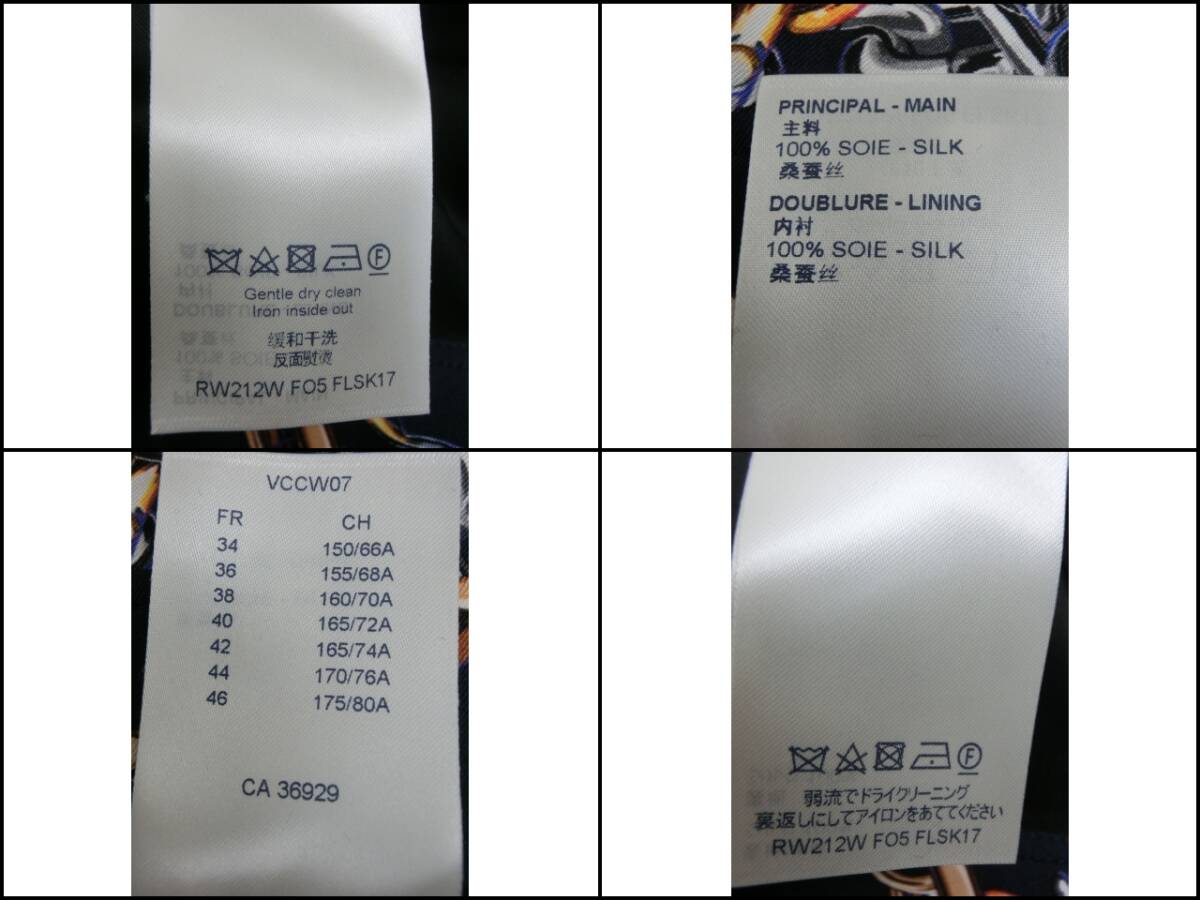 Gentle dry clean
Iron inside out
缓和干洗
反面熨烫
RW212W FO5 FLSK17
PRINCIPAL - MAIN
主料
100% SOIE - SILK
桑蚕丝
DOUBLURE - LINING
内衬
100% SOIE - SILK
桑蚕丝
VCCW07
FR CH
34 150/66A
36 155/68A
38 160/70A
40 165/72A
42 165/74A
44 170/76A
46 175/80A
CA 36929
F
弱流でドライクリーニング
裏返しにしてアイロンをあててください
RW212W FO5 FLSK17